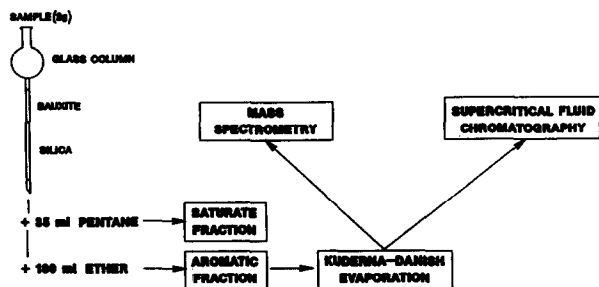 SAMPLE(2g)
GLASS COLUMN
BAUXITE
SILICA
MASS
SPECTROMETRY
SUPERCRITICAL FLUID
CHROMATOGRAPHY
+ 35 ml PENTANE
SATURATE
FRACTION
+ 100 ml ETHER
AROMATIC
FRACTION
KUDERNA-DANISH
EVAPORATION